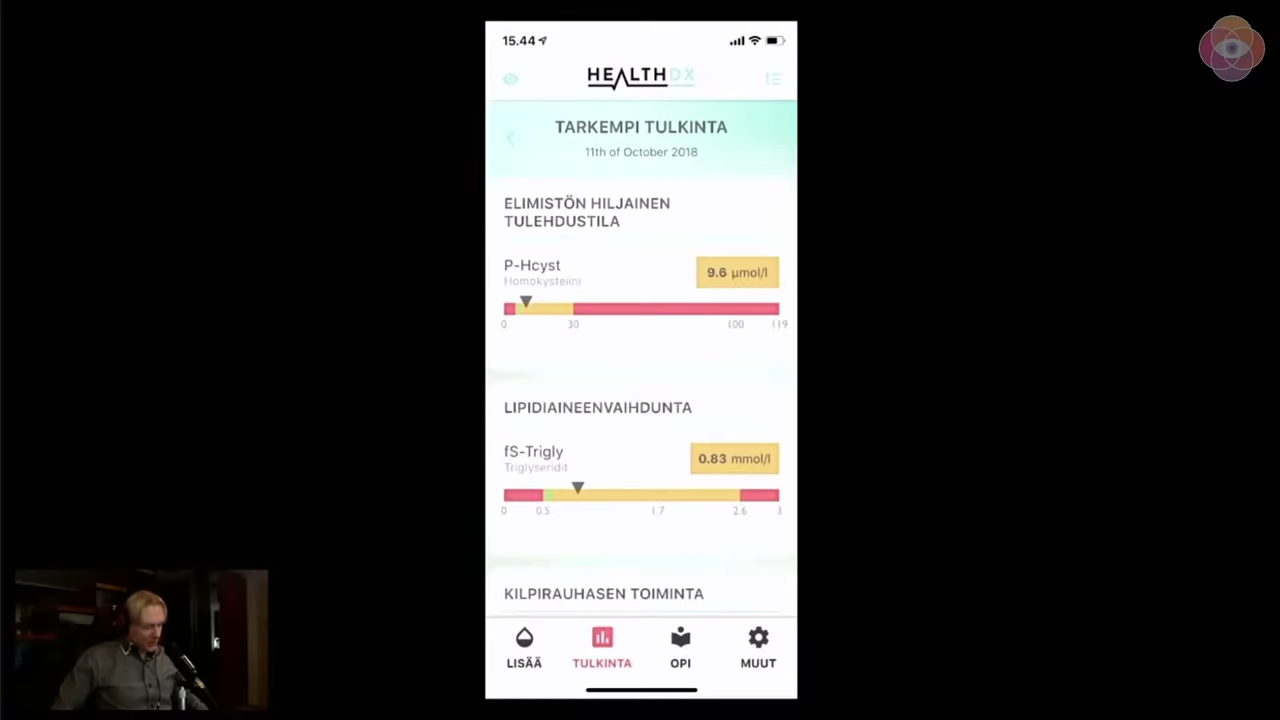 15.44
HEALTHDX
TARKEMPI TULKINTA
11th of October 2018
ELIMISTÖN HILJAINEN
TULEHDUSTILA
P-Hcyst
9.6 µmol/l
Homokysteiini
0 30 100 119
LIPIDIAINEENVAIHDUNTA
fS-Trigly
0.83 mmol/l
Triglyseridit
0 0.5 1.7 2.6 3
KILPIRAUHASEN TOIMINTA
LISÄÄ TULKINTA OPI MUUT